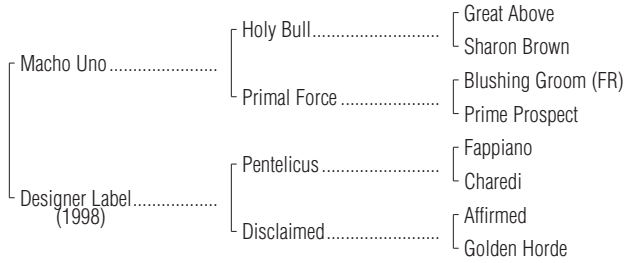 Great Above
Holy Bull.........................
Sharon Brown
Macho Uno ......................
Blushing Groom (FR)
Primal Force ....................
Prime Prospect
Fappiano
Pentelicus........................
Charedi
Designer Label.................
(1998)
Affirmed
Disclaimed.......................
Golden Horde